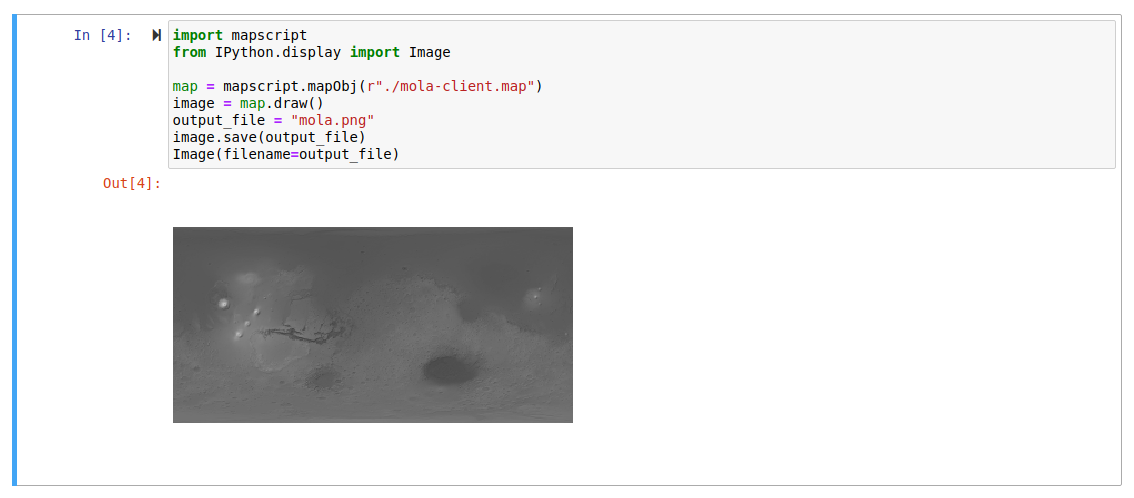 In [4]:
import mapscript
from IPython.display import Image
map = mapscript.mapObj(r"./mola-client.map")
image = map.draw()
output_file = "mola.png"
image.save(output_file)
Image(filename=output_file)
Out[4]: